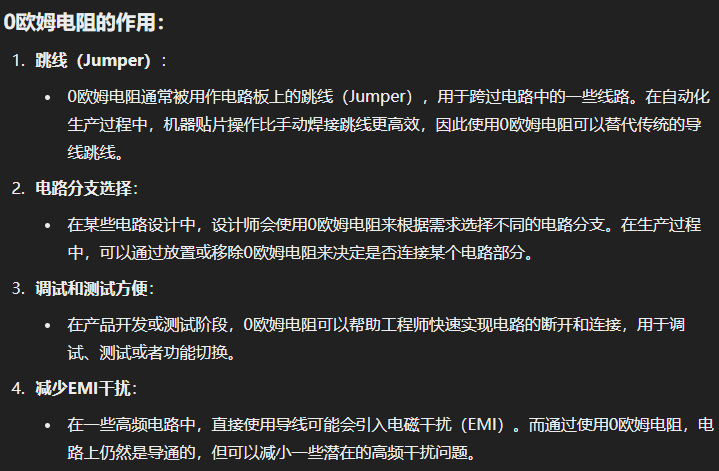 0欧姆电阻的作用：
1. 跳线（Jumper）：
• 0欧姆电阻通常被用作电路板上的跳线（Jumper），用于跨过电路中的一些线路。在自动化
生产过程中，机器贴片操作比手动焊接跳线更高效，因此使用0欧姆电阻可以替代传统的导
线跳线。
2. 电路分支选择：
• 在某些电路设计中，设计师会使用0欧姆电阻来根据需求选择不同的电路分支。在生产过程
中，可以通过放置或移除0欧姆电阻来决定是否连接某个电路部分。
3. 调试和测试方便：
• 在产品开发或测试阶段，0欧姆电阻可以帮助工程师快速实现电路的断开和连接，用于调
试、测试或者功能切换。
4. 减少EMI干扰：
• 在一些高频电路中，直接使用导线可能会引入电磁干扰（EMI）。而通过使用0欧姆电阻，电
路上仍然是导通的，但可以减小一些潜在的高频干扰问题。